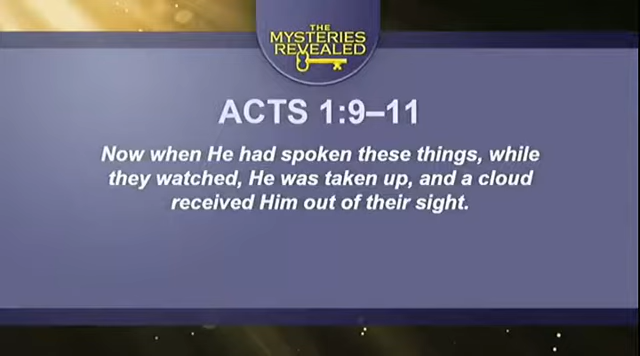 THE
MYSTERIES
REVEALED
ACTS 1:9–11
Now when He had spoken these things, while
they watched, He was taken up, and a cloud
received Him out of their sight.